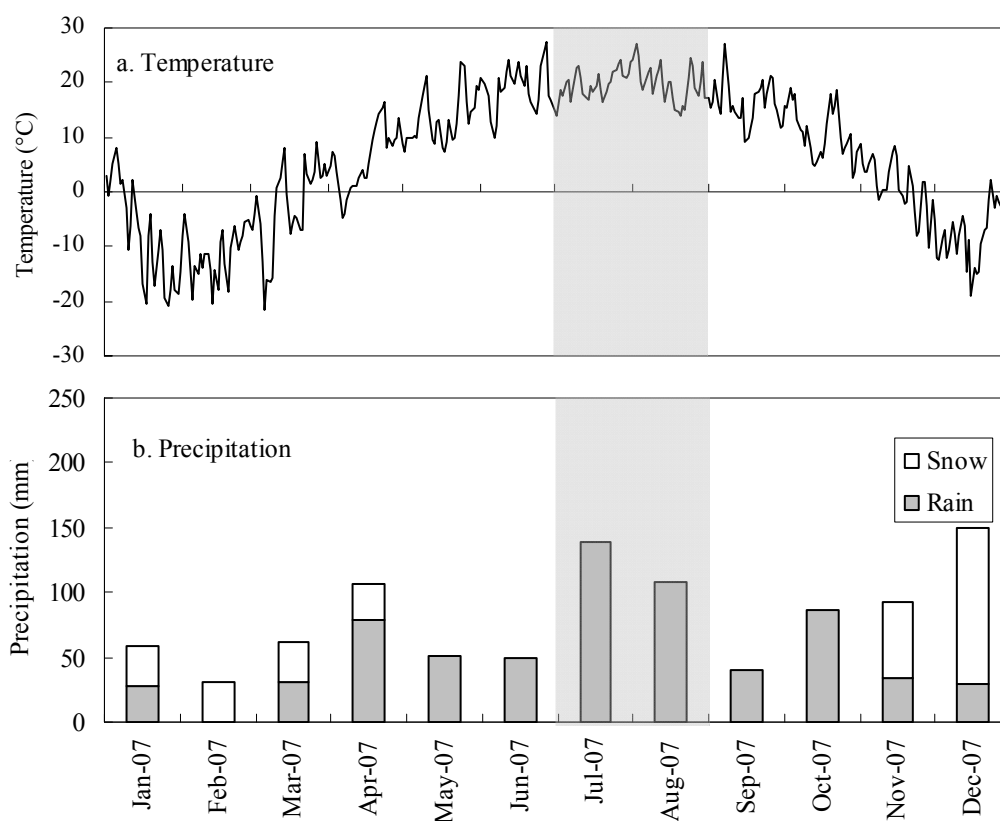 30
a. Temperature
20
10
0
-10
-20
-30
Temperature (°C)
250
b. Precipitation
200
150
100
50
0
Precipitation (mm
Snow
Rain
Jan-07
Feb-07
Mar-07
Apr-07
May-07
Jun-07
Jul-07
Aug-07
Sep-07
Oct-07
Nov-07
Dec-07